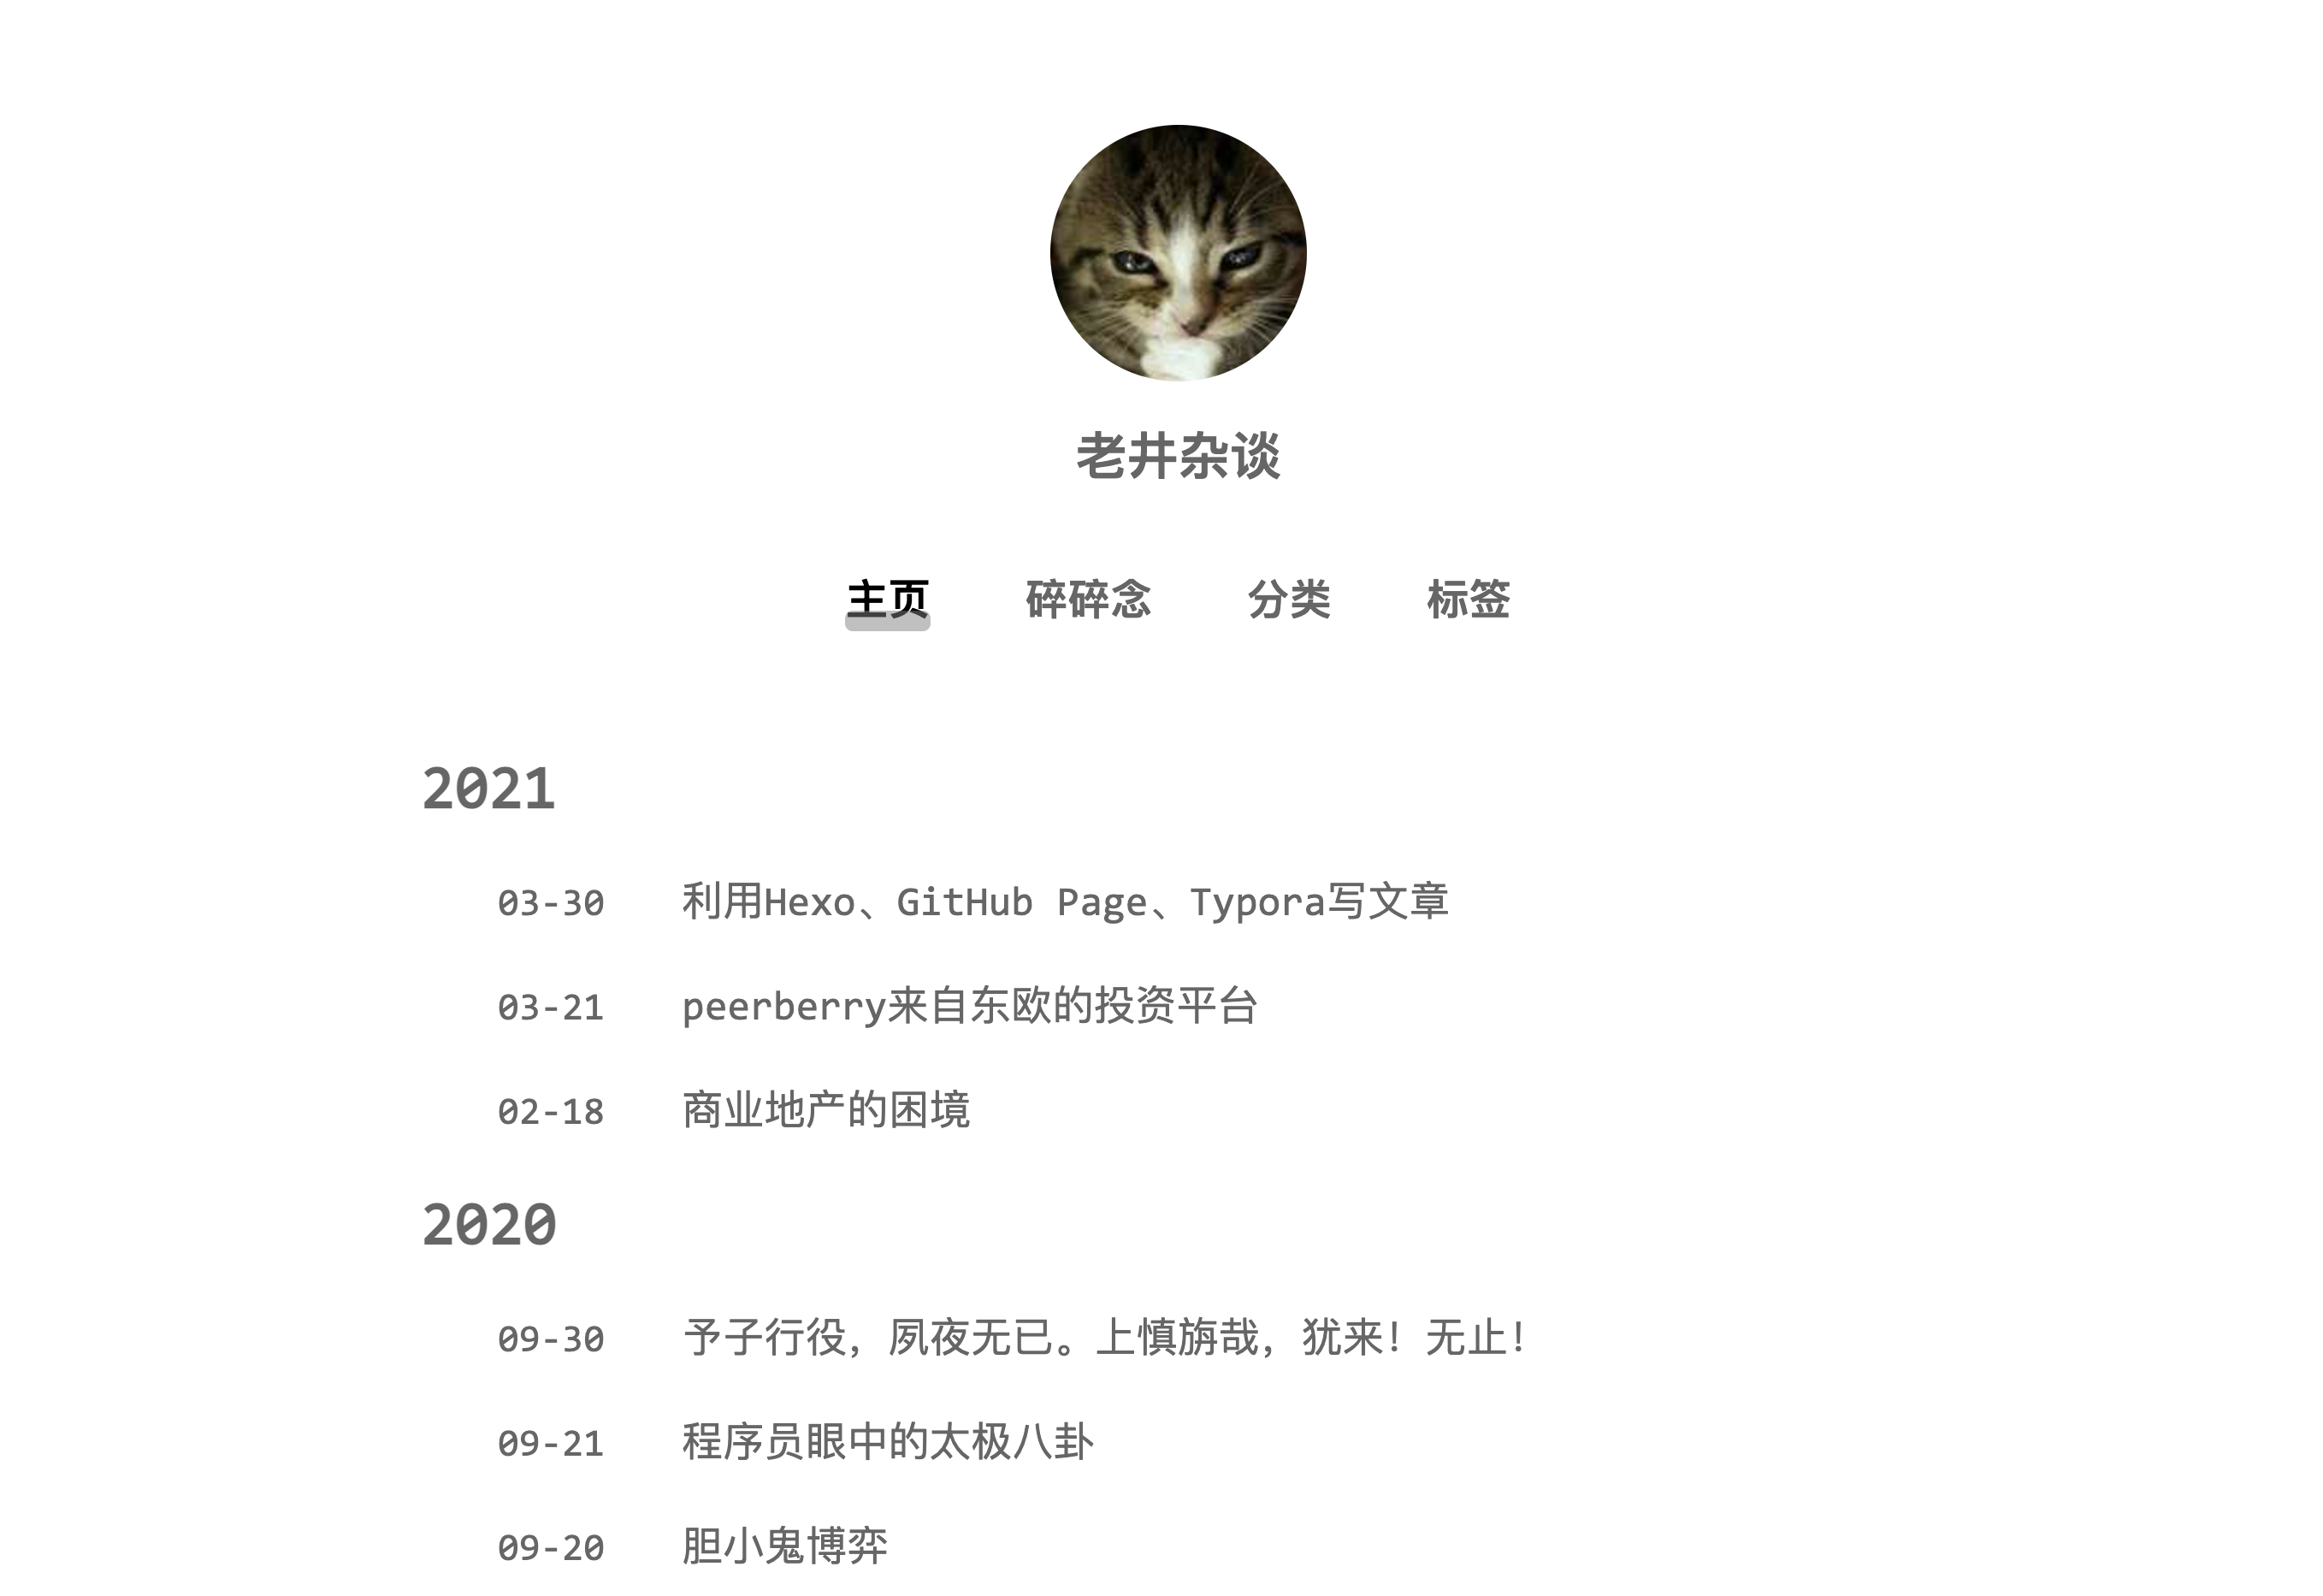 老井杂谈
主页 碎碎念 分类 标签
2021
03-30 利用Hexo、GitHub Page、Typora写文章
03-21 peerberry来自东欧的投资平台
02-18 商业地产的困境
2020
09-30 予子行役，夙夜无已。上慎旃哉，犹来！无止！
09-21 程序员眼中的太极八卦
09-20 胆小鬼博弈